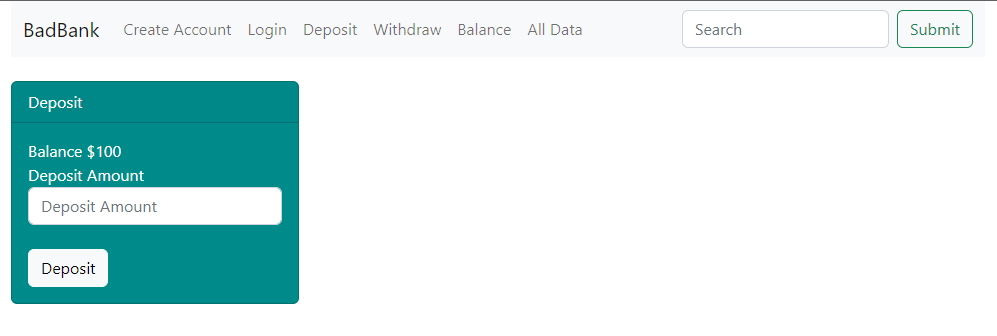 BadBank Create Account Login Deposit Withdraw Balance All Data Search Submit
Deposit
Balance $100
Deposit Amount
Deposit Amount
Deposit